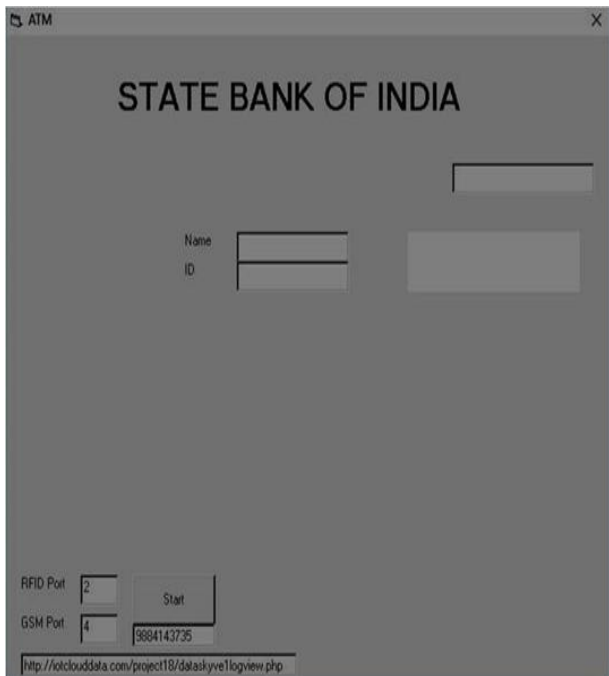 ATM X
STATE BANK OF INDIA
Name
ID
RFID Port 2
Start
GSM Port 4
9884143735
http://iotclouddata.com/project18/dataskyve1logview.php